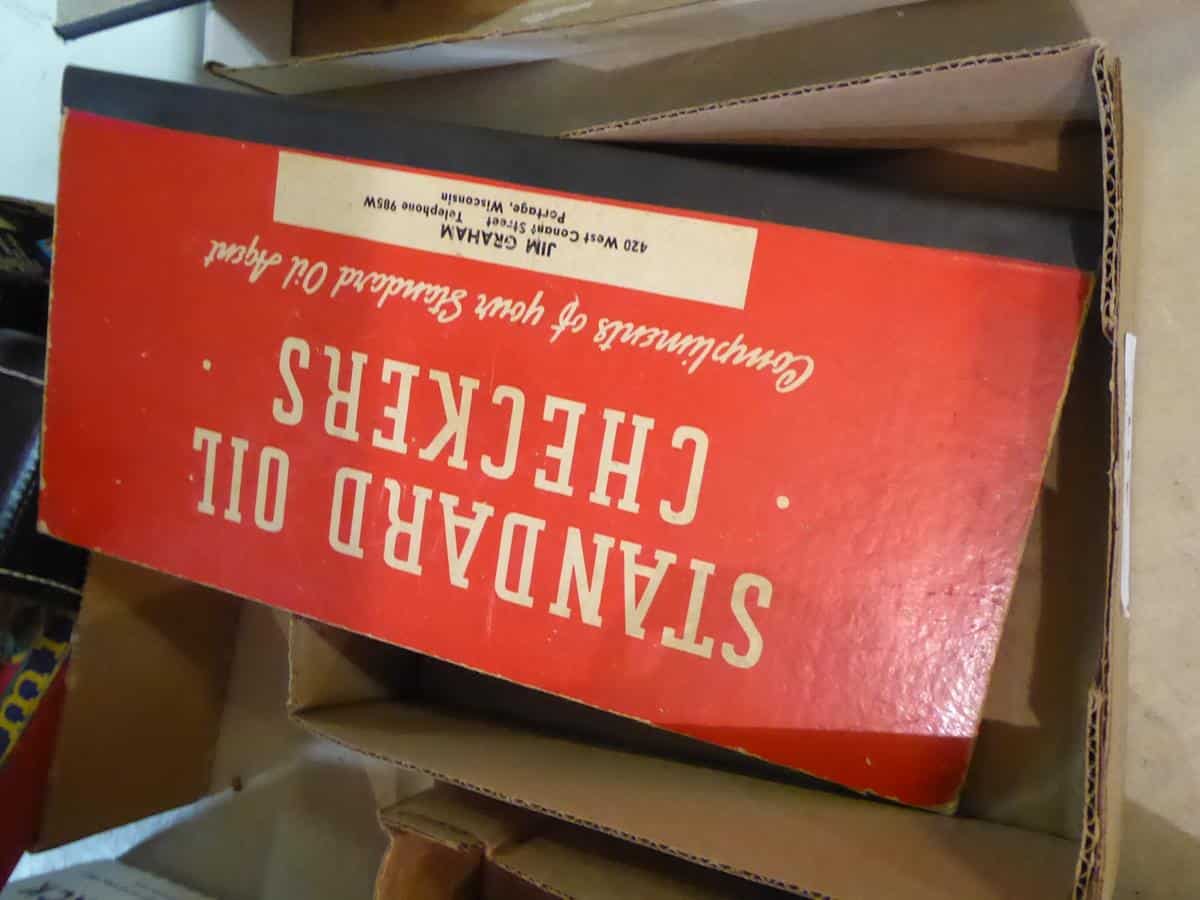 STANDARD OIL
CHECKERS
Compliments of your Standard Oil Agent
JIM GRAHAM
420 West Conant Street Telephone 985W
Portage, Wisconsin